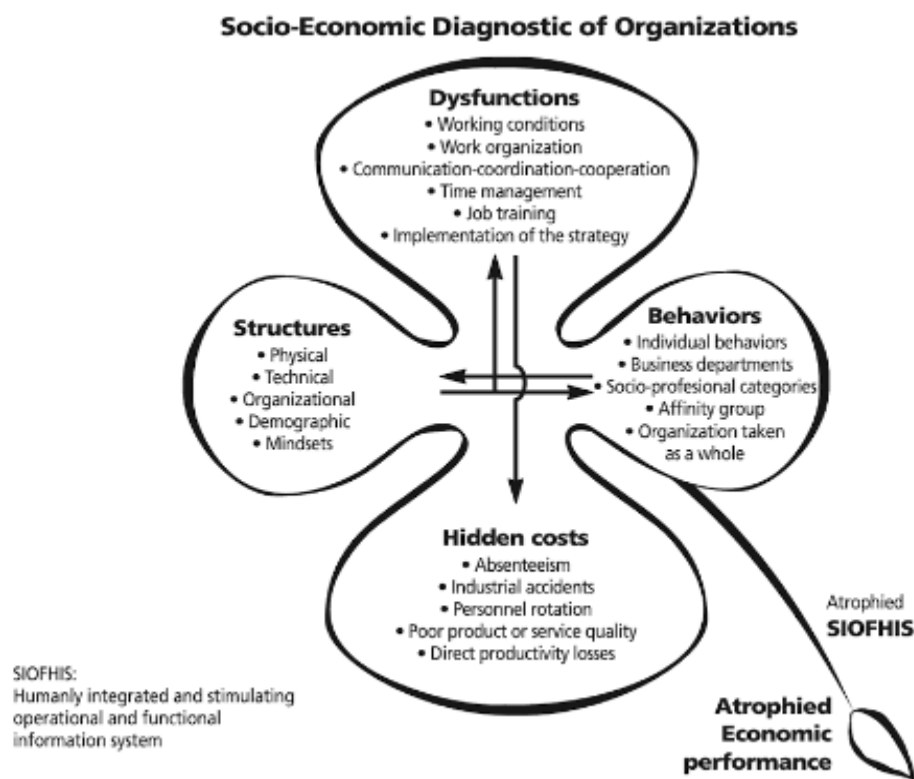 Socio-Economic Diagnostic of Organizations
Dysfunctions
• Working conditions
• Work organization
• Communication-coordination-cooperation
• Time management
• Job training
• Implementation of the strategy
Structures
• Physical
• Technical
• Organizational
• Demographic
• Mindsets
Behaviors
• Individual behaviors
• Business departments
• Socio-profesional categories
• Affinity group
• Organization taken
as a whole
Hidden costs
• Absenteeism
• Industrial accidents
• Personnel rotation
• Poor product or service quality
• Direct productivity losses
Atrophied
SIOFHIS
SIOFHIS:
Humanly integrated and stimulating
operational and functional
information system
Atrophied
Economic
performance